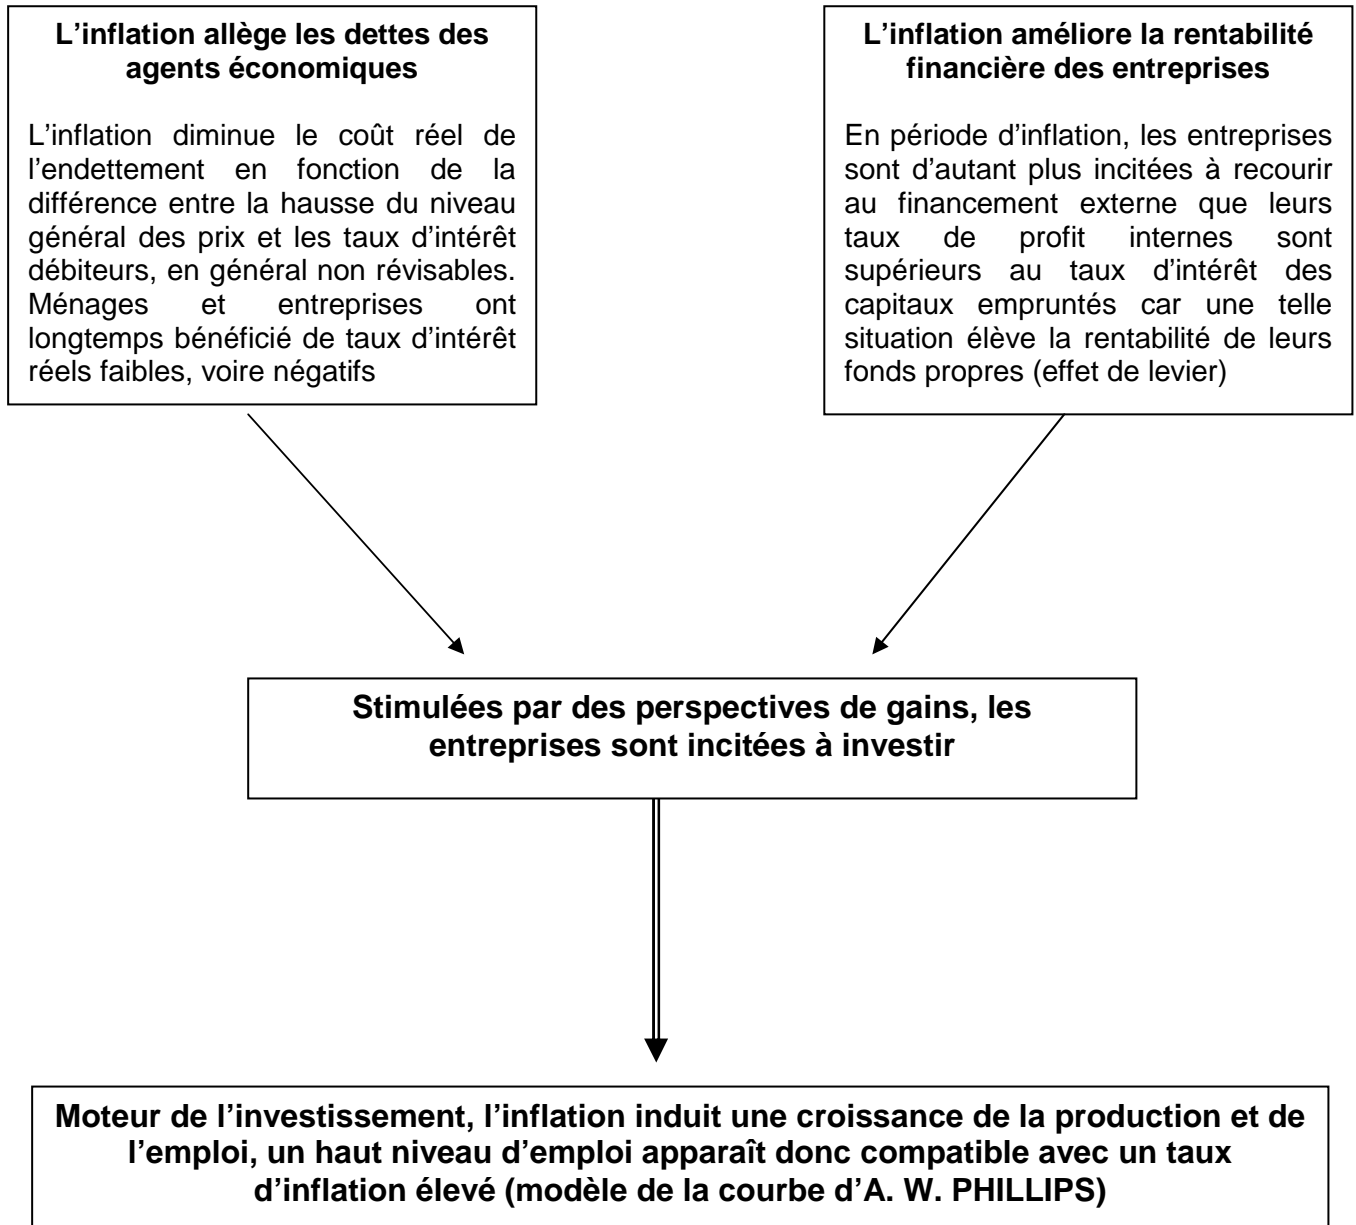 L’inflation allège les dettes des
agents économiques
L’inflation diminue le coût réel de
l’endettement en fonction de la
différence entre la hausse du niveau
général des prix et les taux d’intérêt
débiteurs, en général non révisables.
Ménages et entreprises ont
longtemps bénéficié de taux d’intérêt
réels faibles, voire négatifs
L’inflation améliore la rentabilité
financière des entreprises
En période d’inflation, les entreprises
sont d’autant plus incitées à recourir
au financement externe que leurs
taux de profit internes sont
supérieurs au taux d’intérêt des
capitaux empruntés car une telle
situation élève la rentabilité de leurs
fonds propres (effet de levier)
Stimulées par des perspectives de gains, les
entreprises sont incitées à investir
Moteur de l’investissement, l’inflation induit une croissance de la production et de
l’emploi, un haut niveau d’emploi apparaît donc compatible avec un taux
d’inflation élevé (modèle de la courbe d’A. W. PHILLIPS)